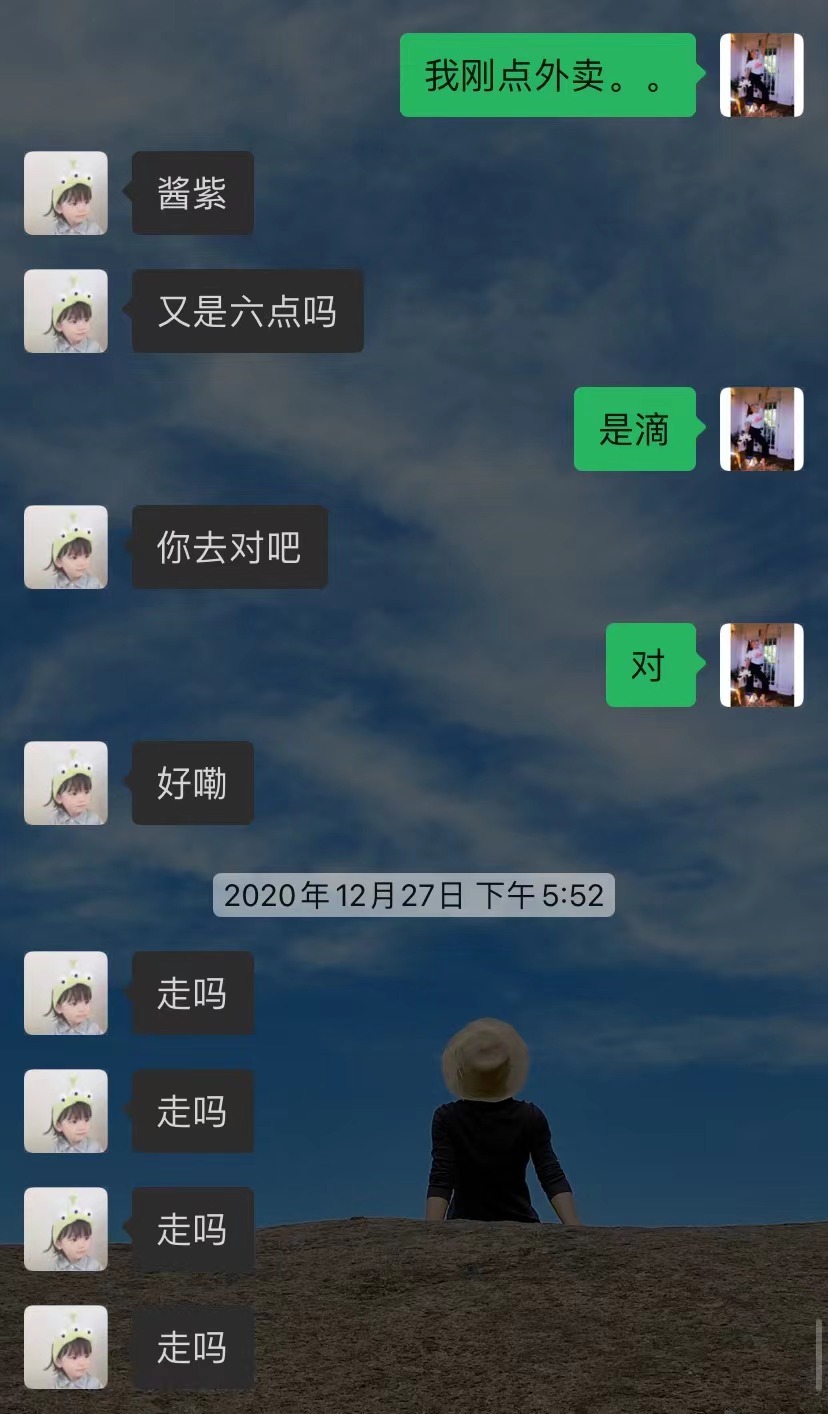 我刚点外卖。。
酱紫
又是六点吗
是滴
你去对吧
对
好嘞
2020年12月27日 下午5:52
走吗
走吗
走吗
走吗